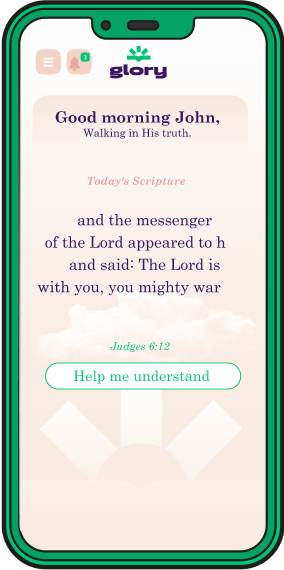 1
glory
Good morning John,
Walking in His truth.
Today's Scripture
and the messenger
of the Lord appeared to h
and said: The Lord is
with you, you mighty war
Judges 6:12
Help me understand